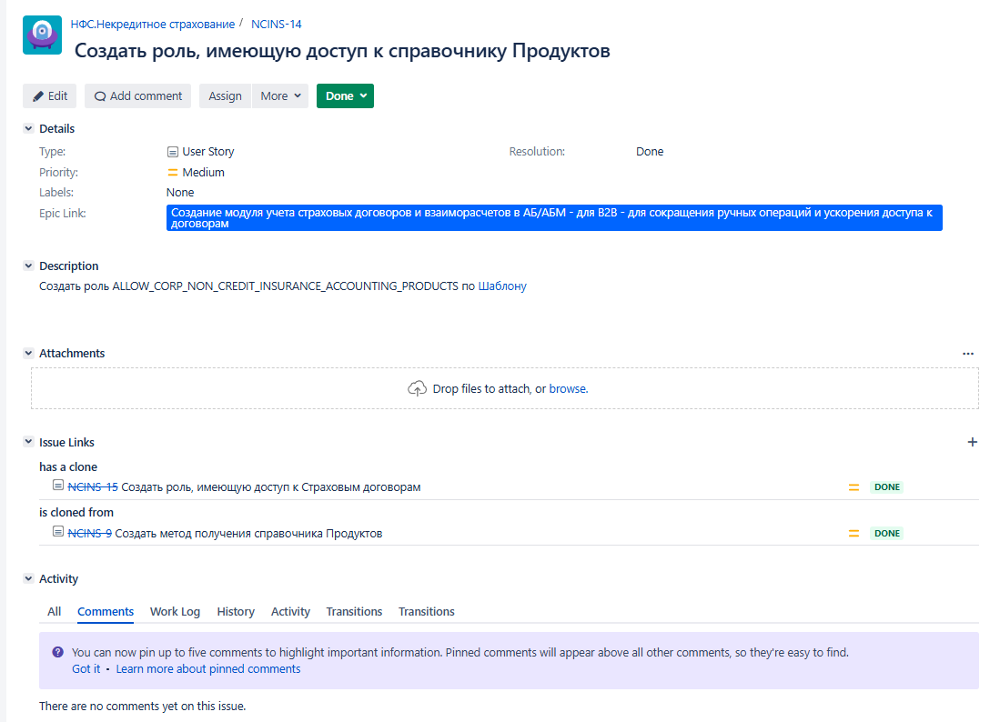 НФС.Некредитное страхование / NCINS-14
Создать роль, имеющую доступ к справочнику Продуктов
Edit Add comment Assign More Done
Details
Type: User Story Resolution: Done
Priority: Medium
Labels: None
Epic Link: Создание модуля учета страховых договоров и взаиморасчетов в АБ/АБМ - для B2B - для сокращения ручных операций и ускорения доступа к
договорам
Description
Создать роль ALLOW_CORP_NON_CREDIT_INSURANCE_ACCOUNTING_PRODUCTS по Шаблону
Attachments
Drop files to attach, or browse.
Issue Links
has a clone
NCINS-15 Создать роль, имеющую доступ к Страховым договорам DONE
is cloned from
NCINS-9 Создать метод получения справочника Продуктов DONE
Activity
All Comments Work Log History Activity Transitions Transitions
You can now pin up to five comments to highlight important information. Pinned comments will appear above all other comments, so they're easy to find.
Got it • Learn more about pinned comments
There are no comments yet on this issue.